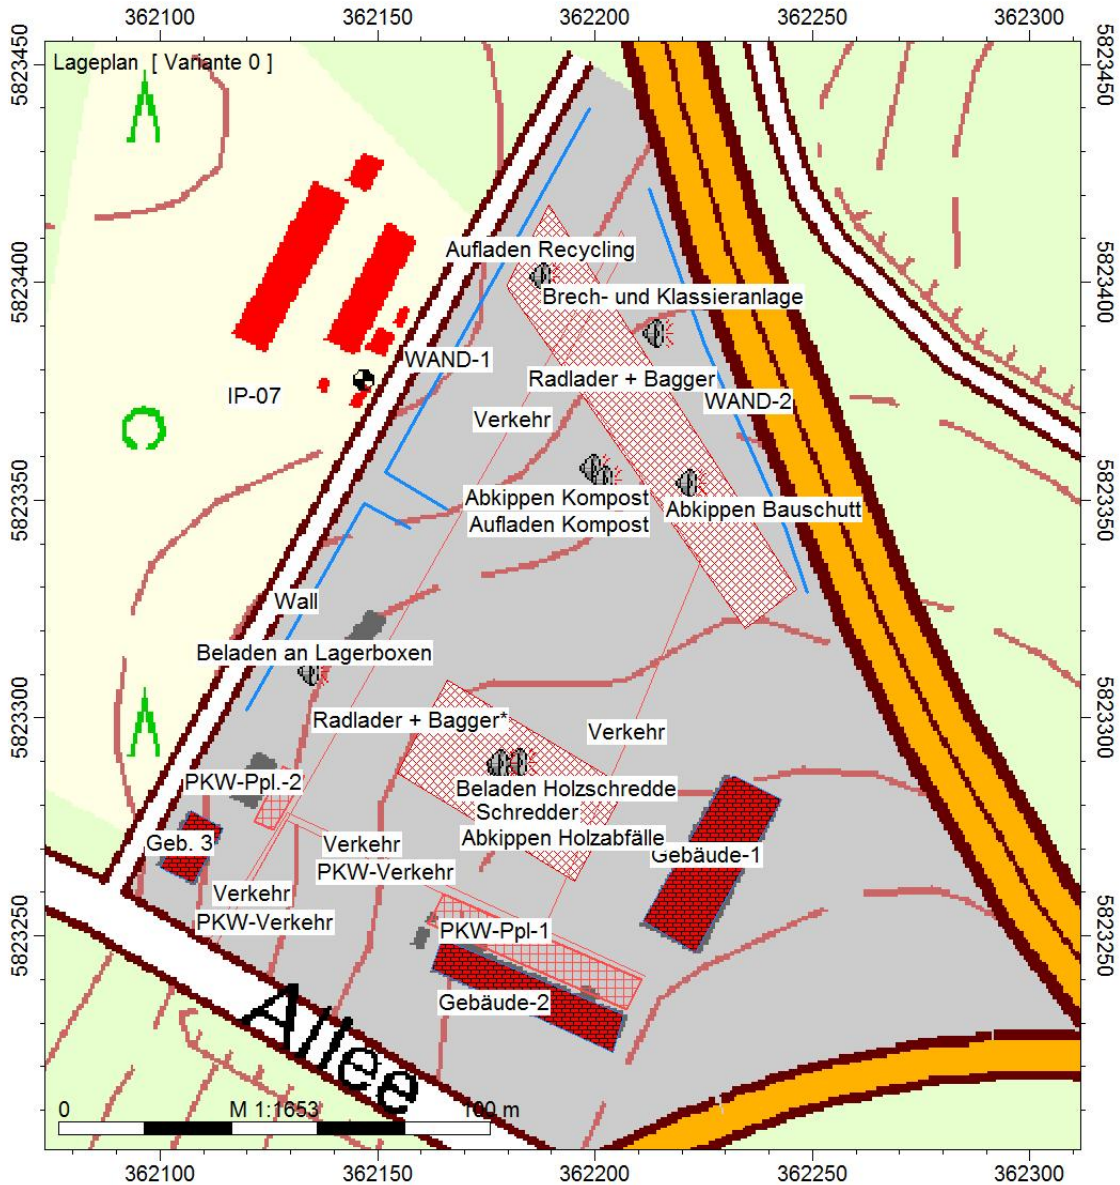 362100 362150 362200 362250 362300
5823450 5823450
Lageplan [ Variante 0 ]
Aufladen Recycling
5823400 5823400
Brech- und Klassieranlage
WAND-1
Radlader + Bagger
IP-07
WAND-2
Verkehr
Abkippen Kompost
5823350 5823350
Abkippen Bauschutt
Aufladen Kompost
Wall
Beladen an Lagerboxen
5823300 5823300
Radlader + Bagger*
Verkehr
PKW-Ppl.-2
Beladen Holzschredde
Schredder
Geb. 3
Verkehr
Abkippen Holzabfälle
Gebäude-1
PKW-Verkehr
Verkehr
PKW-Verkehr
PKW-Ppl-1
5823250 5823250
Gebäude-2
Allee
0 M 1:1653 100 m
362100 362150 362200 362250 362300